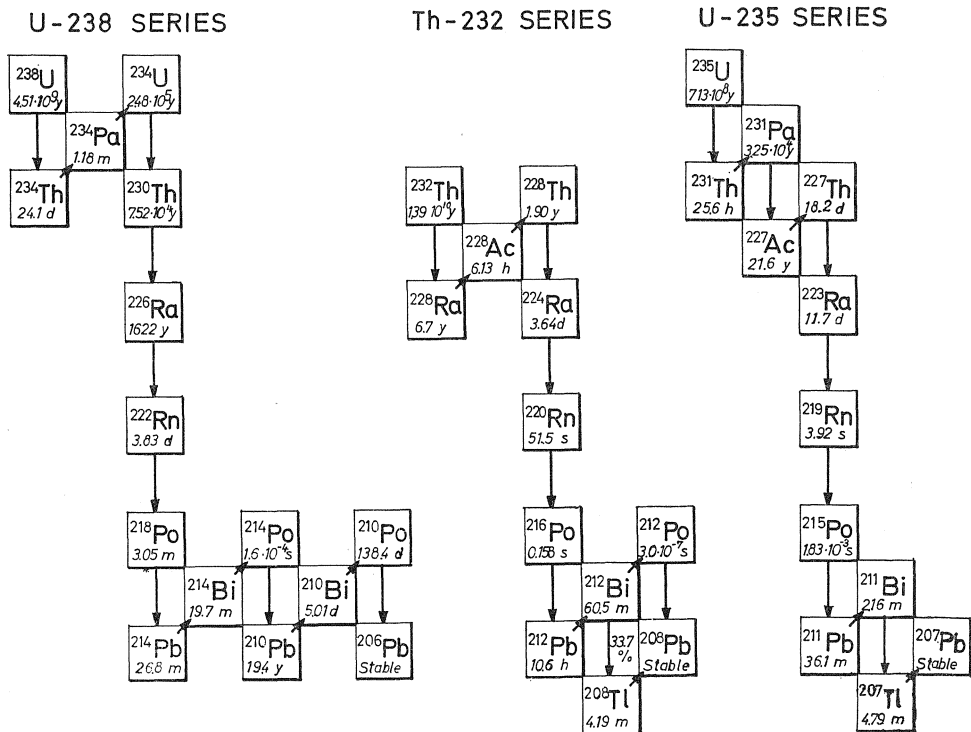 U-238 SERIES
238U
4.51·10⁹y
234U
2.48·10⁵y
234Pa
1.18 m
234Th
24.1 d
230Th
7.52·10⁴y
226Ra
1622 y
222Rn
3.83 d
218Po
3.05 m
214Po
1.6·10⁻⁴s
210Po
138.4 d
214Bi
19.7 m
210Bi
5.01 d
214Pb
26.8 m
210Pb
19.4 y
206Pb
Stable
Th-232 SERIES
232Th
1.39 10¹⁰y
228Th
1.90 y
228Ac
6.13 h
228Ra
6.7 y
224Ra
3.64 d
220Rn
51.5 s
216Po
0.158 s
212Po
3.0·10⁻⁷s
212Bi
60.5 m
212Pb
10.6 h
33.7
%
208Pb
Stable
208Tl
4.19 m
U-235 SERIES
235U
7.13·10⁸y
231Pa
3.25·10⁴y
231Th
25.6 h
227Th
18.2 d
227Ac
21.6 y
223Ra
11.7 d
219Rn
3.92 s
215Po
1.83·10⁻³s
211Bi
2.16 m
211Pb
36.1 m
207Pb
Stable
207Tl
4.79 m